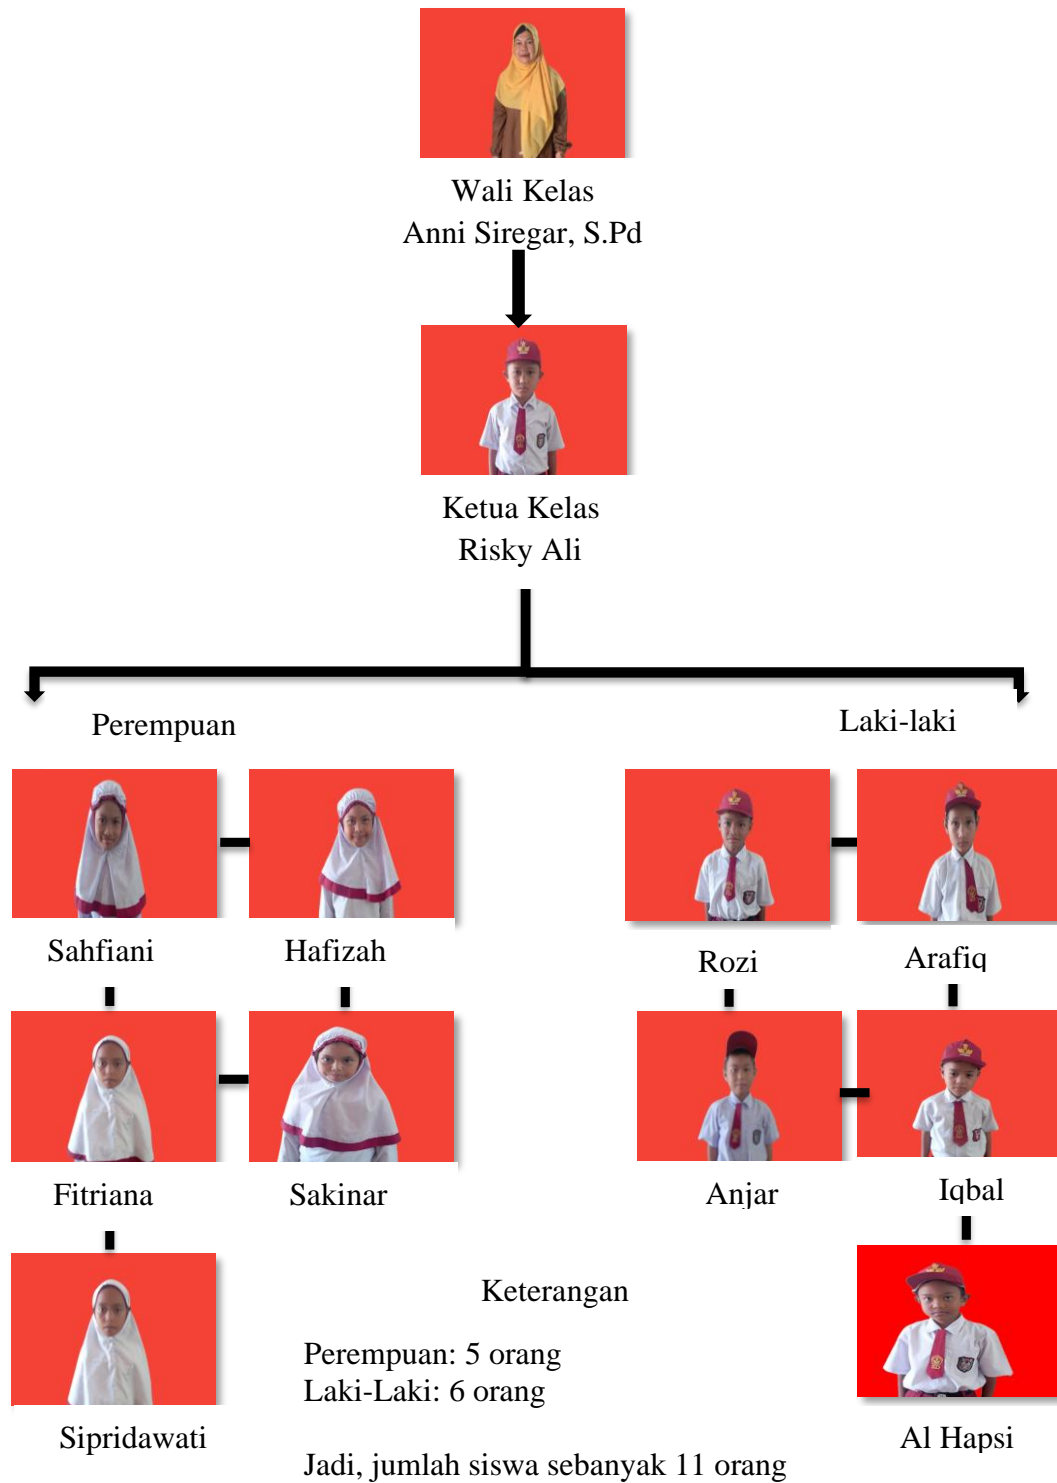 Wali Kelas
Anni Siregar, S.Pd
Ketua Kelas
Risky Ali
Perempuan
Laki-laki
Sahfiani
Hafizah
Rozi
Arafiq
Fitriana
Sakinar
Anjar
Iqbal
Sipridawati
Al Hapsi
Keterangan
Perempuan: 5 orang
Laki-Laki: 6 orang
Jadi, jumlah siswa sebanyak 11 orang